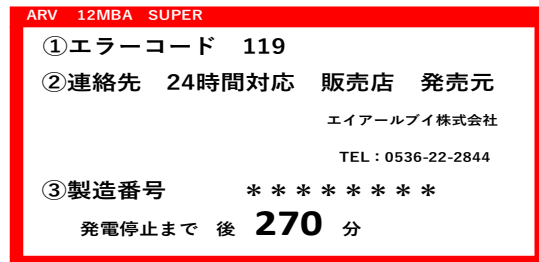 ARV 12MBA SUPER
①エラーコード 119
②連絡先 24時間対応 販売店 発売元
エイアールブイ株式会社
TEL：0536-22-2844
③製造番号 ＊＊＊＊＊＊＊＊
発電停止まで 後 270 分